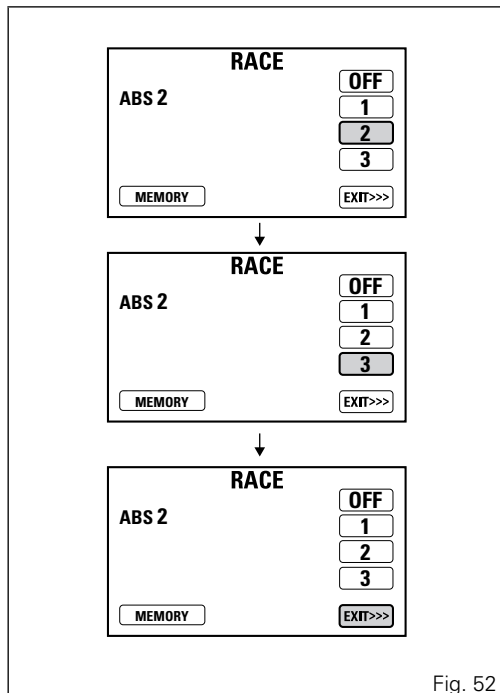 RACE
OFF
ABS 2
1
2
3
MEMORY
EXIT>>>
RACE
OFF
ABS 2
1
2
3
MEMORY
EXIT>>>
RACE
OFF
ABS 2
1
2
3
MEMORY
EXIT>>>
Fig. 52